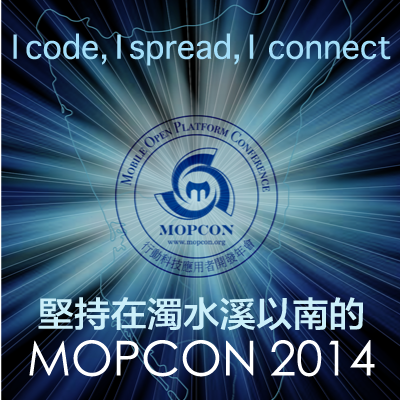 I code, I spread, I connect
MOBILE OPEN PLATFORM CONFERENCE
MOPCON
www.mopcon.org
行動科技應用者開發年會
堅持在濁水溪以南的
MOPCON 2014